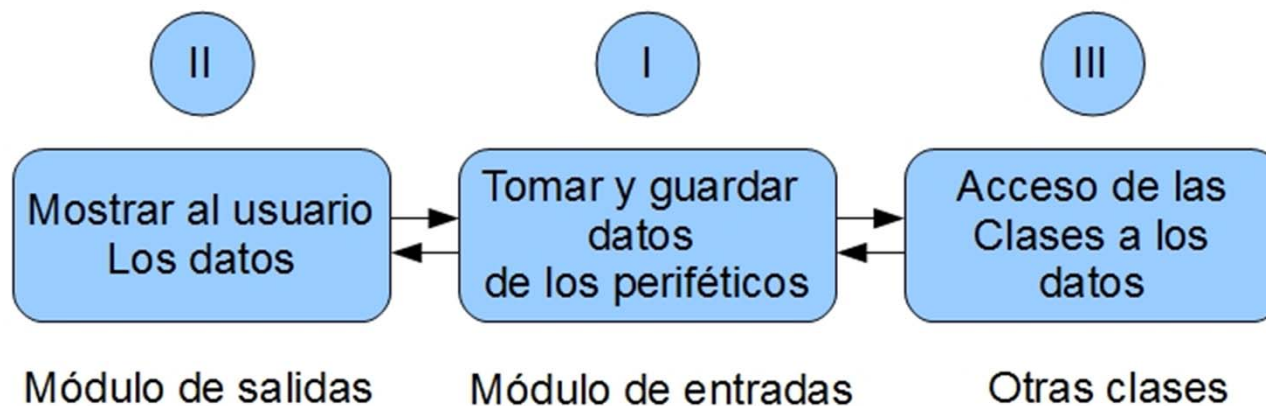 II
I
III
Mostrar al usuario
Los datos
Tomar y guardar
datos
de los periféticos
Acceso de las
Clases a los
datos
Módulo de salidas
Módulo de entradas
Otras clases